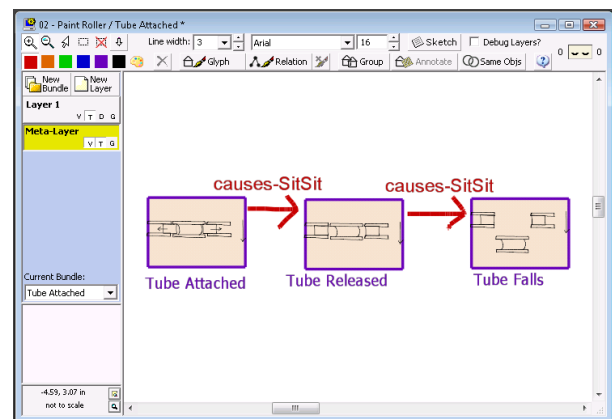 02 - Paint Roller / Tube Attached *
Line width: 3 Arial 16 Sketch Debug Layers? 0 0
Glyph Relation Group Annotate Same Objs
New Bundle New Layer
Layer 1
V T D G
Meta-Layer
V T G
causes-SitSit causes-SitSit
Tube Attached Tube Released Tube Falls
Current Bundle:
Tube Attached
-4.59, 3.07 in
not to scale